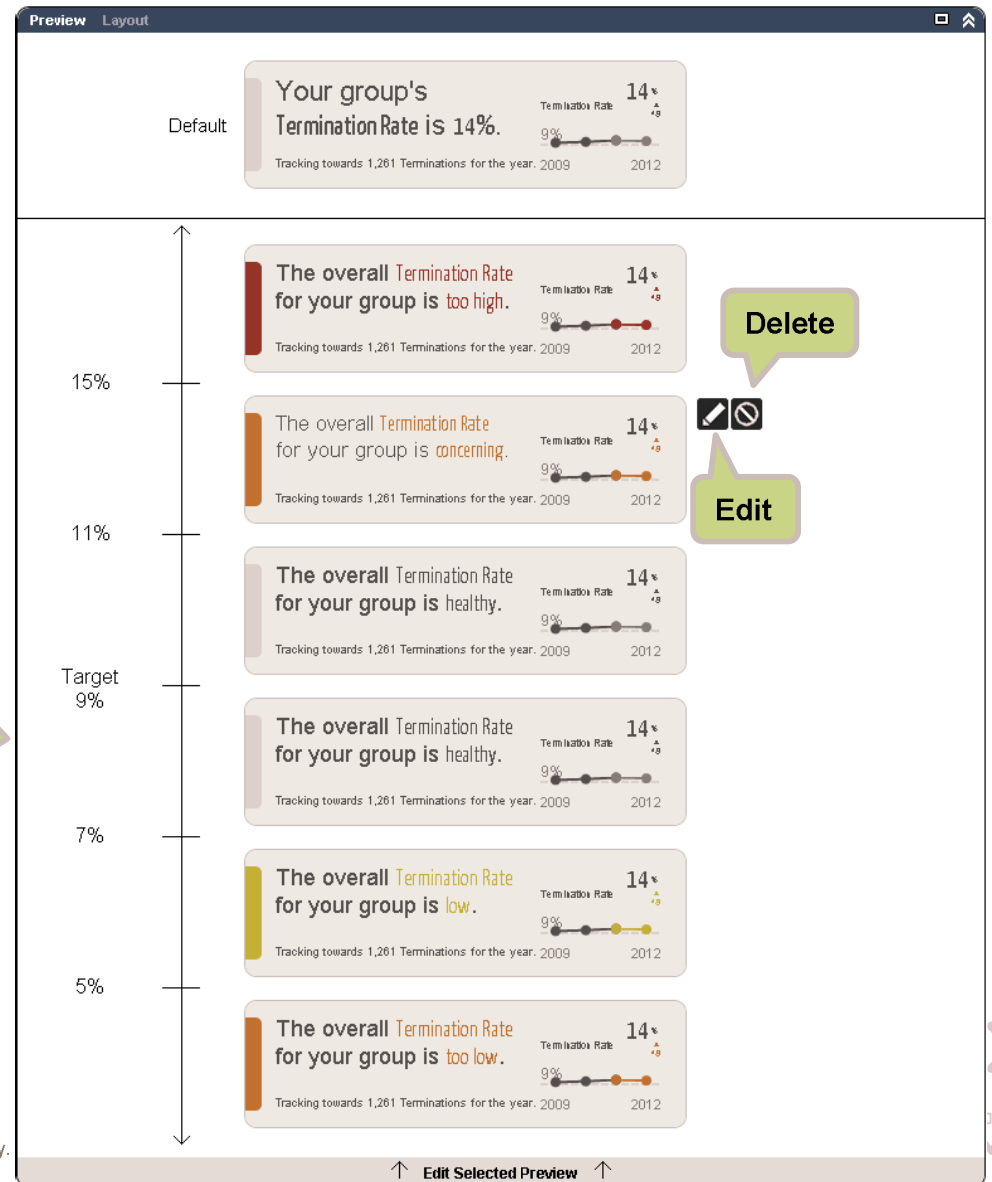 Preview Layout
Default
Your group's
Termination Rate is 14%.
Tracking towards 1,261 Terminations for the year.
Termination Rate
14%
9%
2009 2012
The overall Termination Rate
for your group is too high.
Tracking towards 1,261 Terminations for the year.
Termination Rate
14%
9%
2009 2012
Delete
15%
The overall Termination Rate
for your group is concerning.
Tracking towards 1,261 Terminations for the year.
Termination Rate
14%
9%
2009 2012
Edit
11%
The overall Termination Rate
for your group is healthy.
Tracking towards 1,261 Terminations for the year.
Termination Rate
14%
9%
2009 2012
Target
9%
The overall Termination Rate
for your group is healthy.
Tracking towards 1,261 Terminations for the year.
Termination Rate
14%
9%
2009 2012
7%
The overall Termination Rate
for your group is low.
Tracking towards 1,261 Terminations for the year.
Termination Rate
14%
9%
2009 2012
5%
The overall Termination Rate
for your group is too low.
Tracking towards 1,261 Terminations for the year.
Termination Rate
14%
9%
2009 2012
y.
↑ Edit Selected Preview ↑